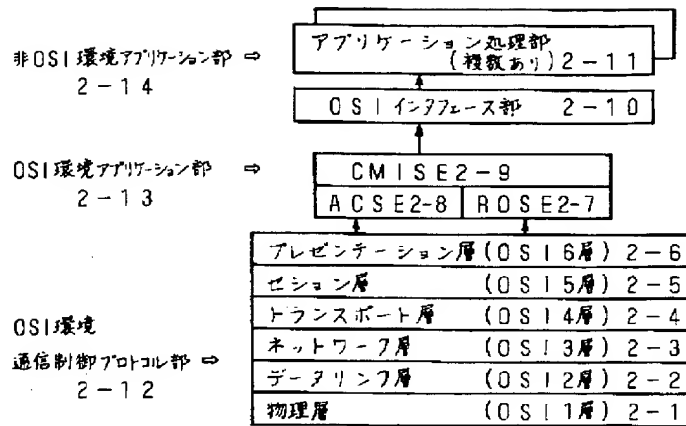 アプリケーション処理部
(複数あり) 2-11
非OSI環境アプリケーション部 ⇒
2-14
OSIインタフェース部 2-10
OSI環境アプリケーション部 ⇒
2-13
CMISE2-9
ACSE2-8 ROSE2-7
プレゼンテーション層(OSI6層) 2-6
セション層 (OSI5層) 2-5
トランスポート層 (OSI4層) 2-4
ネットワーク層 (OSI3層) 2-3
データリンク層 (OSI2層) 2-2
物理層 (OSI1層) 2-1
OSI環境
通信制御プロトコル部 ⇒
2-12